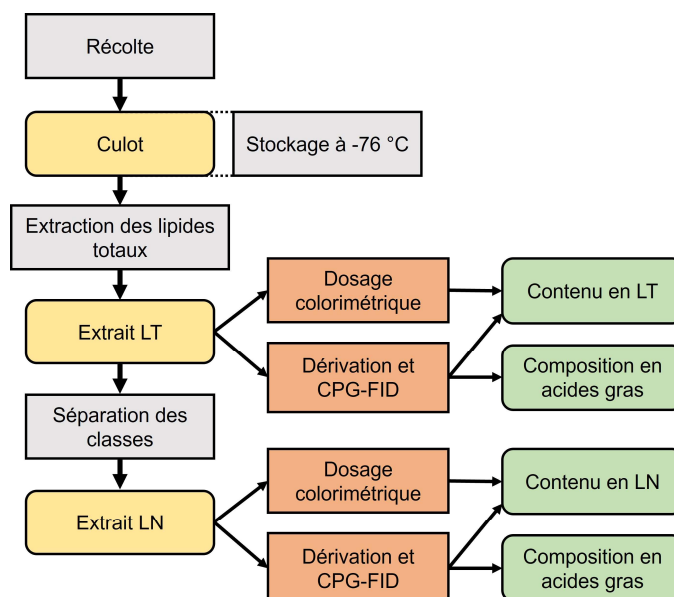 Récolte
Culot
Stockage à -76 °C
Extraction des lipides
totaux
Extrait LT
Dosage
colorimétrique
Contenu en LT
Dérivation et
CPG-FID
Composition en
acides gras
Séparation des
classes
Extrait LN
Dosage
colorimétrique
Contenu en LN
Dérivation et
CPG-FID
Composition en
acides gras